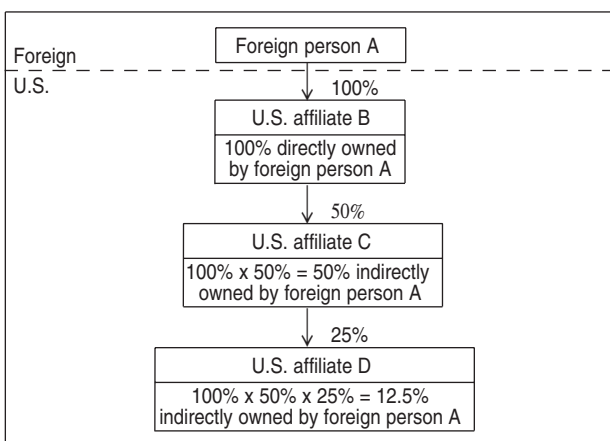 Foreign person A
Foreign
U.S.
100%
U.S. affiliate B
100% directly owned
by foreign person A
50%
U.S. affiliate C
100% x 50% = 50% indirectly
owned by foreign person A
25%
U.S. affiliate D
100% x 50% x 25% = 12.5%
indirectly owned by foreign person A